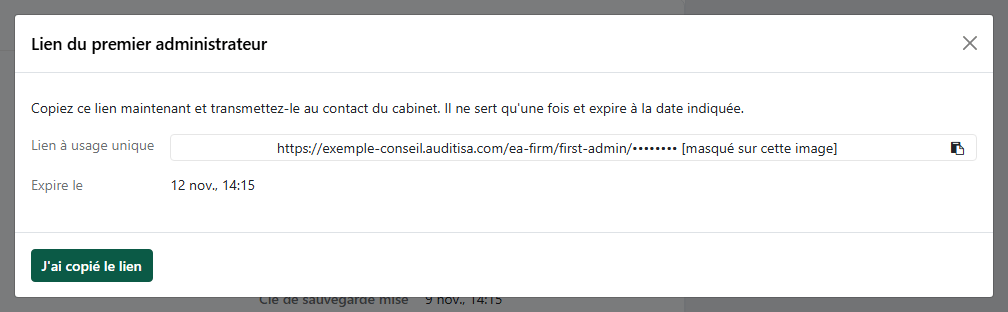 Lien du premier administrateur
Copiez ce lien maintenant et transmettez-le au contact du cabinet. Il ne sert qu'une fois et expire à la date indiquée.
Lien à usage unique
https://exemple-conseil.auditisa.com/ea-firm/first-admin/•••••••• [masqué sur cette image]
Expire le 12 nov., 14:15
J'ai copié le lien
Clé de sauvegarde mise 9 nov., 14:15